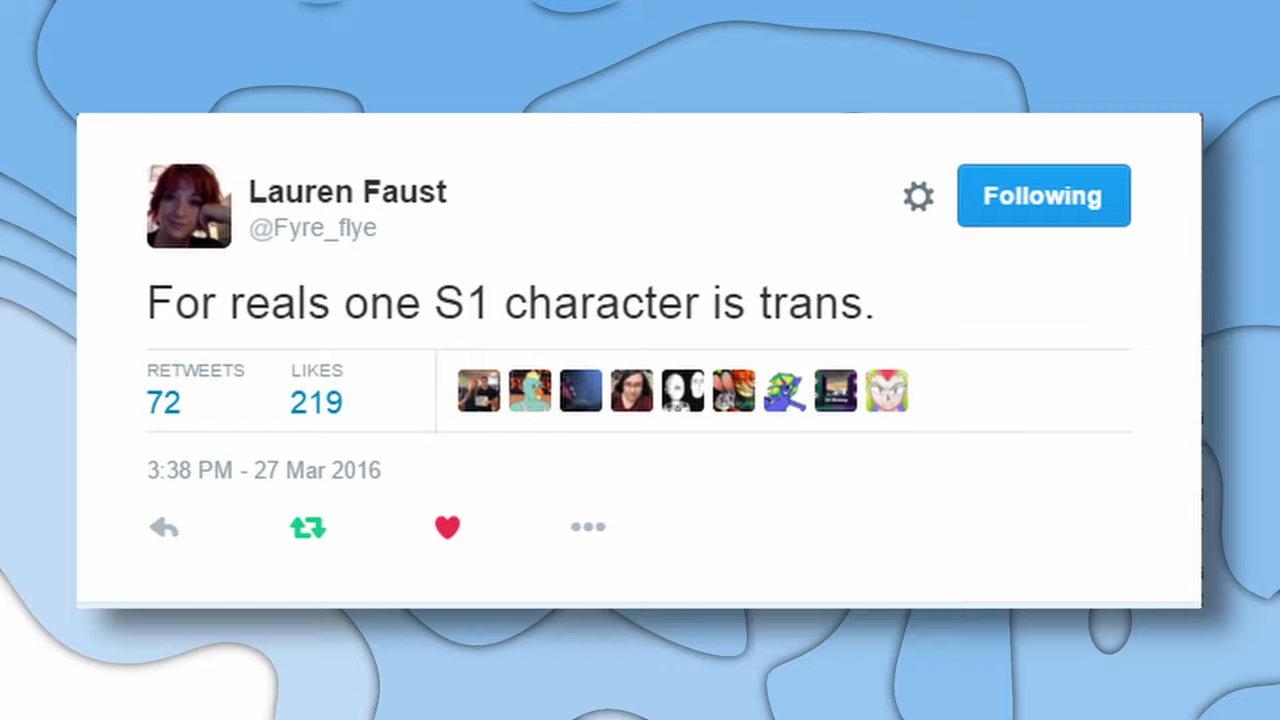 Lauren Faust
@Fyre_flye
Following
For reals one S1 character is trans.
RETWEETS LIKES
72 219
3:38 PM - 27 Mar 2016